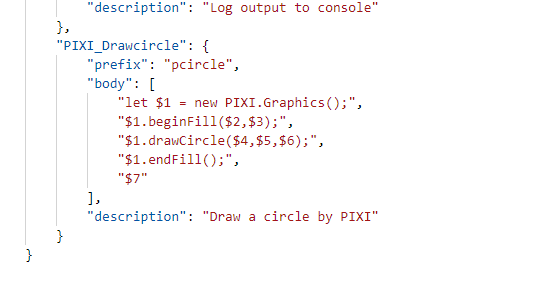 "description": "Log output to console"
},
"PIXI_Drawcircle": {
"prefix": "pcircle",
"body": [
"let $1 = new PIXI.Graphics();",
"$1.beginFill($2,$3);",
"$1.drawCircle($4,$5,$6);",
"$1.endFill();",
"$7"
],
"description": "Draw a circle by PIXI"
}
}